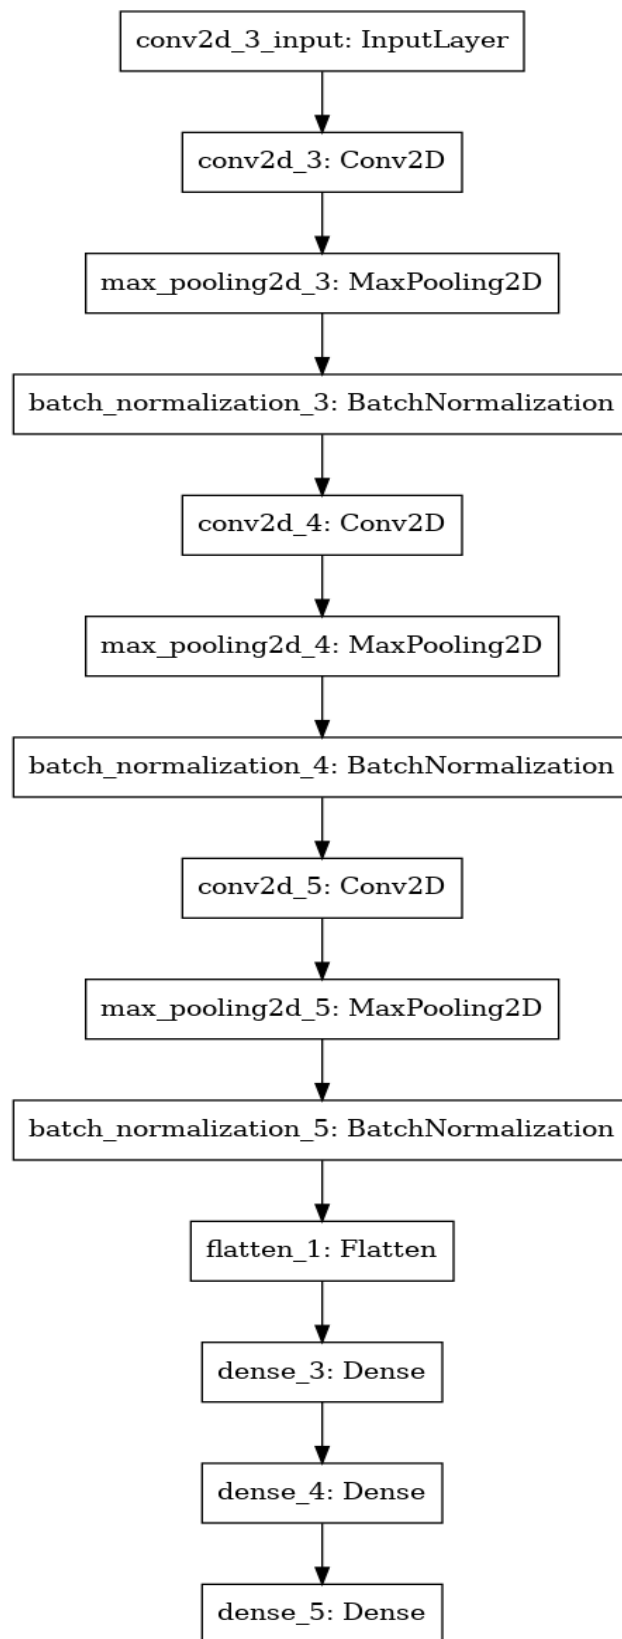 conv2d_3_input: InputLayer
conv2d_3: Conv2D
max_pooling2d_3: MaxPooling2D
batch_normalization_3: BatchNormalization
conv2d_4: Conv2D
max_pooling2d_4: MaxPooling2D
batch_normalization_4: BatchNormalization
conv2d_5: Conv2D
max_pooling2d_5: MaxPooling2D
batch_normalization_5: BatchNormalization
flatten_1: Flatten
dense_3: Dense
dense_4: Dense
dense_5: Dense